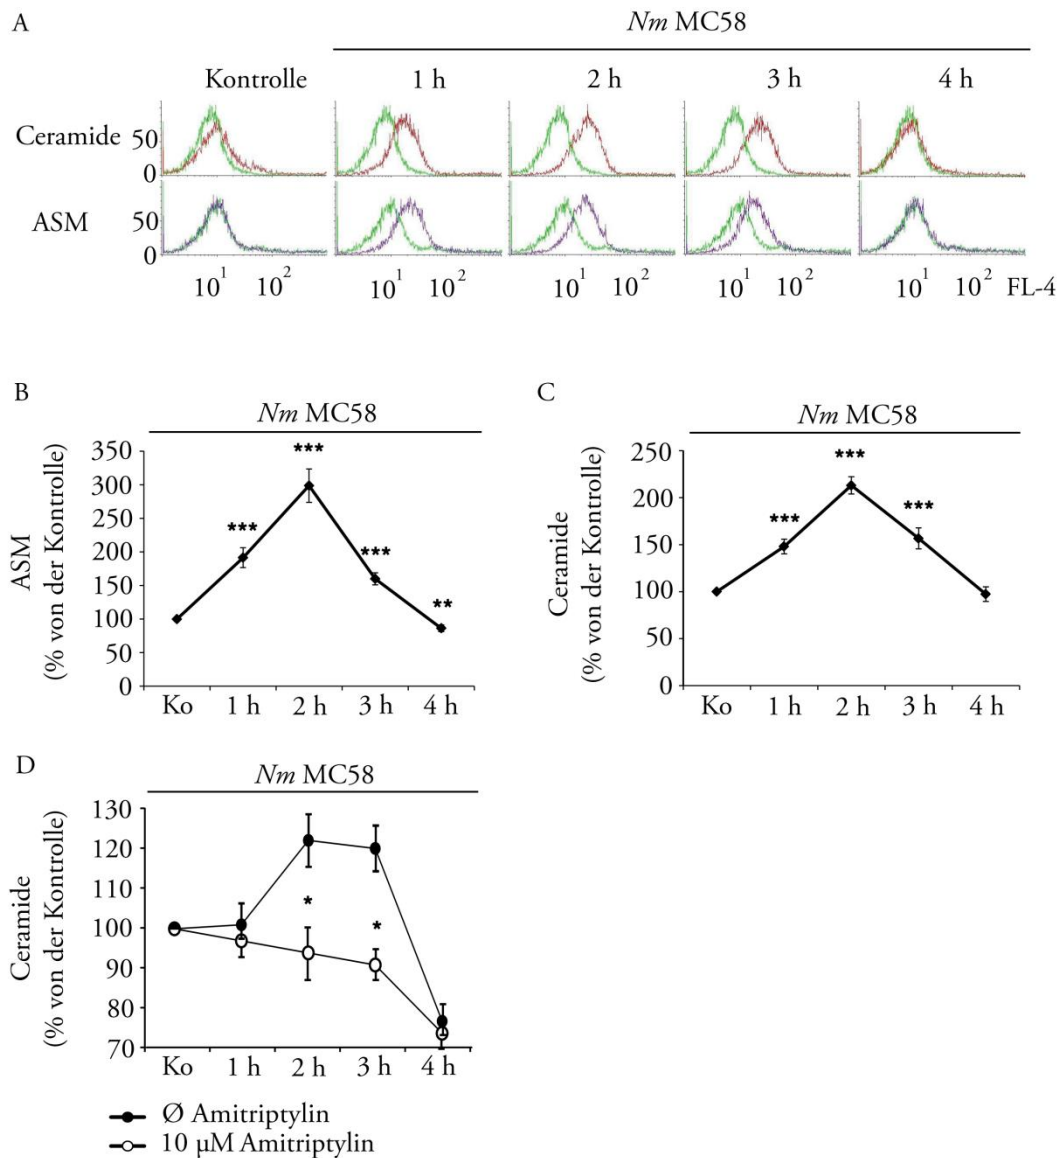 A
Nm MC58
Kontrolle 1 h 2 h 3 h 4 h
Ceramide 50
0
ASM 50
0
10¹ 10² 10¹ 10² 10¹ 10² 10¹ 10² 10¹ 10² FL-4
B
Nm MC58
ASM
(% von der Kontrolle)
350
300
250
200
150
100
50
0
***
***
***
**
Ko 1 h 2 h 3 h 4 h
C
Nm MC58
Ceramide
(% von der Kontrolle)
250
200
150
100
50
0
***
***
***
Ko 1 h 2 h 3 h 4 h
D
Nm MC58
Ceramide
(% von der Kontrolle)
130
120
110
100
90
80
70
*
*
Ko 1 h 2 h 3 h 4 h
Ø Amitriptylin
10 µM Amitriptylin